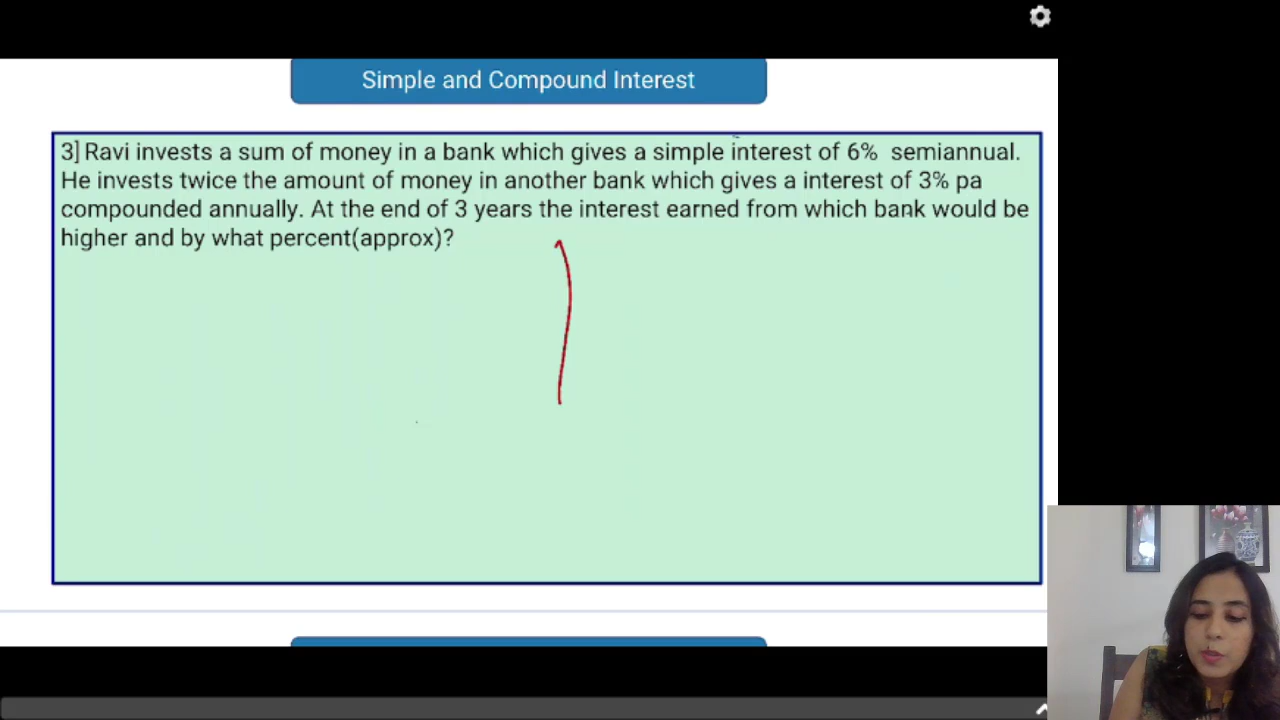 Simple and Compound Interest
3] Ravi invests a sum of money in a bank which gives a simple interest of 6% semiannual.
He invests twice the amount of money in another bank which gives a interest of 3% pa
compounded annually. At the end of 3 years the interest earned from which bank would be
higher and by what percent(approx)?